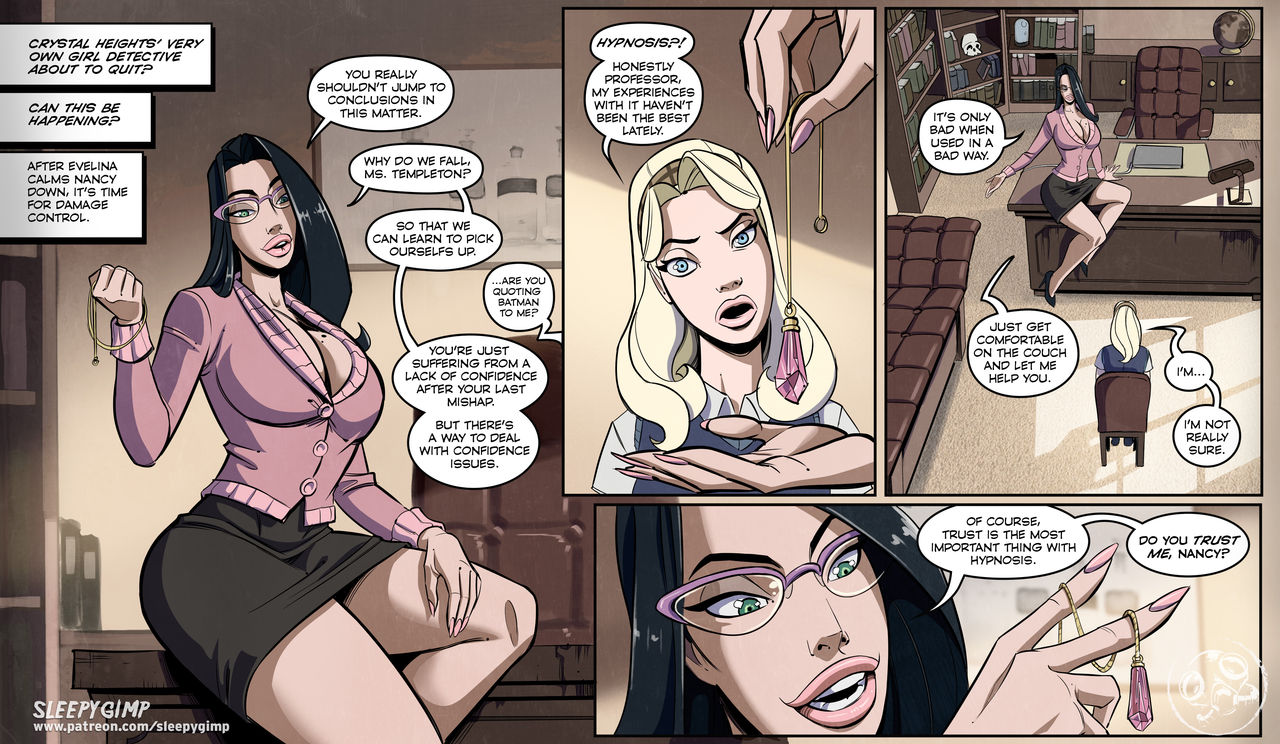 CRYSTAL HEIGHTS' VERY
OWN GIRL DETECTIVE
ABOUT TO QUIT?
CAN THIS BE
HAPPENING?
AFTER EVELINA
CALMS NANCY
DOWN, IT'S TIME
FOR DAMAGE
CONTROL.
YOU REALLY
SHOULDN'T JUMP TO
CONCLUSIONS IN
THIS MATTER.
WHY DO WE FALL,
MS. TEMPLETON?
SO THAT WE
CAN LEARN TO PICK
OURSELFS UP.
...ARE YOU
QUOTING
BATMAN
TO ME?
YOU'RE JUST
SUFFERING FROM A
LACK OF CONFIDENCE
AFTER YOUR LAST
MISHAP.
BUT THERE'S
A WAY TO DEAL
WITH CONFIDENCE
ISSUES.
HYPNOSIS?!
HONESTLY
PROFESSOR,
MY EXPERIENCES
WITH IT HAVEN'T
BEEN THE BEST
LATELY.
IT'S ONLY
BAD WHEN
USED IN A
BAD WAY.
JUST GET
COMFORTABLE
ON THE COUCH
AND LET ME
HELP YOU.
I'M...
I'M NOT
REALLY
SURE.
OF COURSE,
TRUST IS THE MOST
IMPORTANT THING WITH
HYPNOSIS.
DO YOU TRUST
ME, NANCY?
SLEEPYGIMP
www.patreon.com/sleepygimp